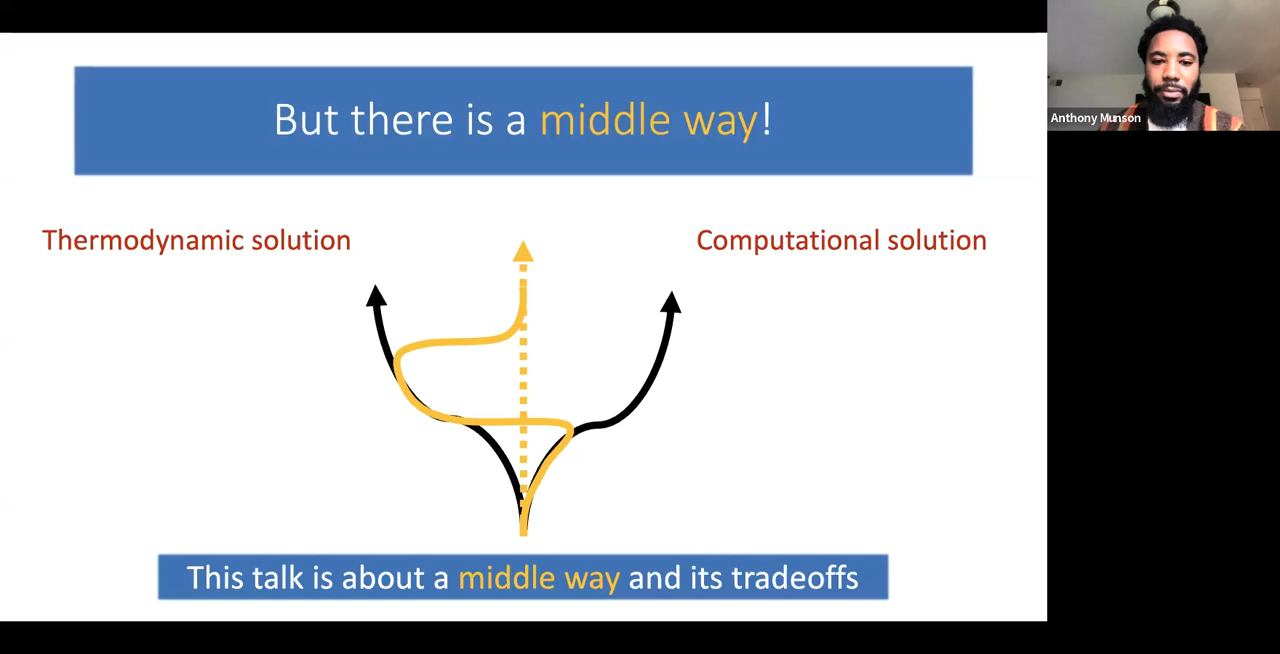 But there is a middle way!
Thermodynamic solution
Computational solution
This talk is about a middle way and its tradeoffs
Anthony Munson